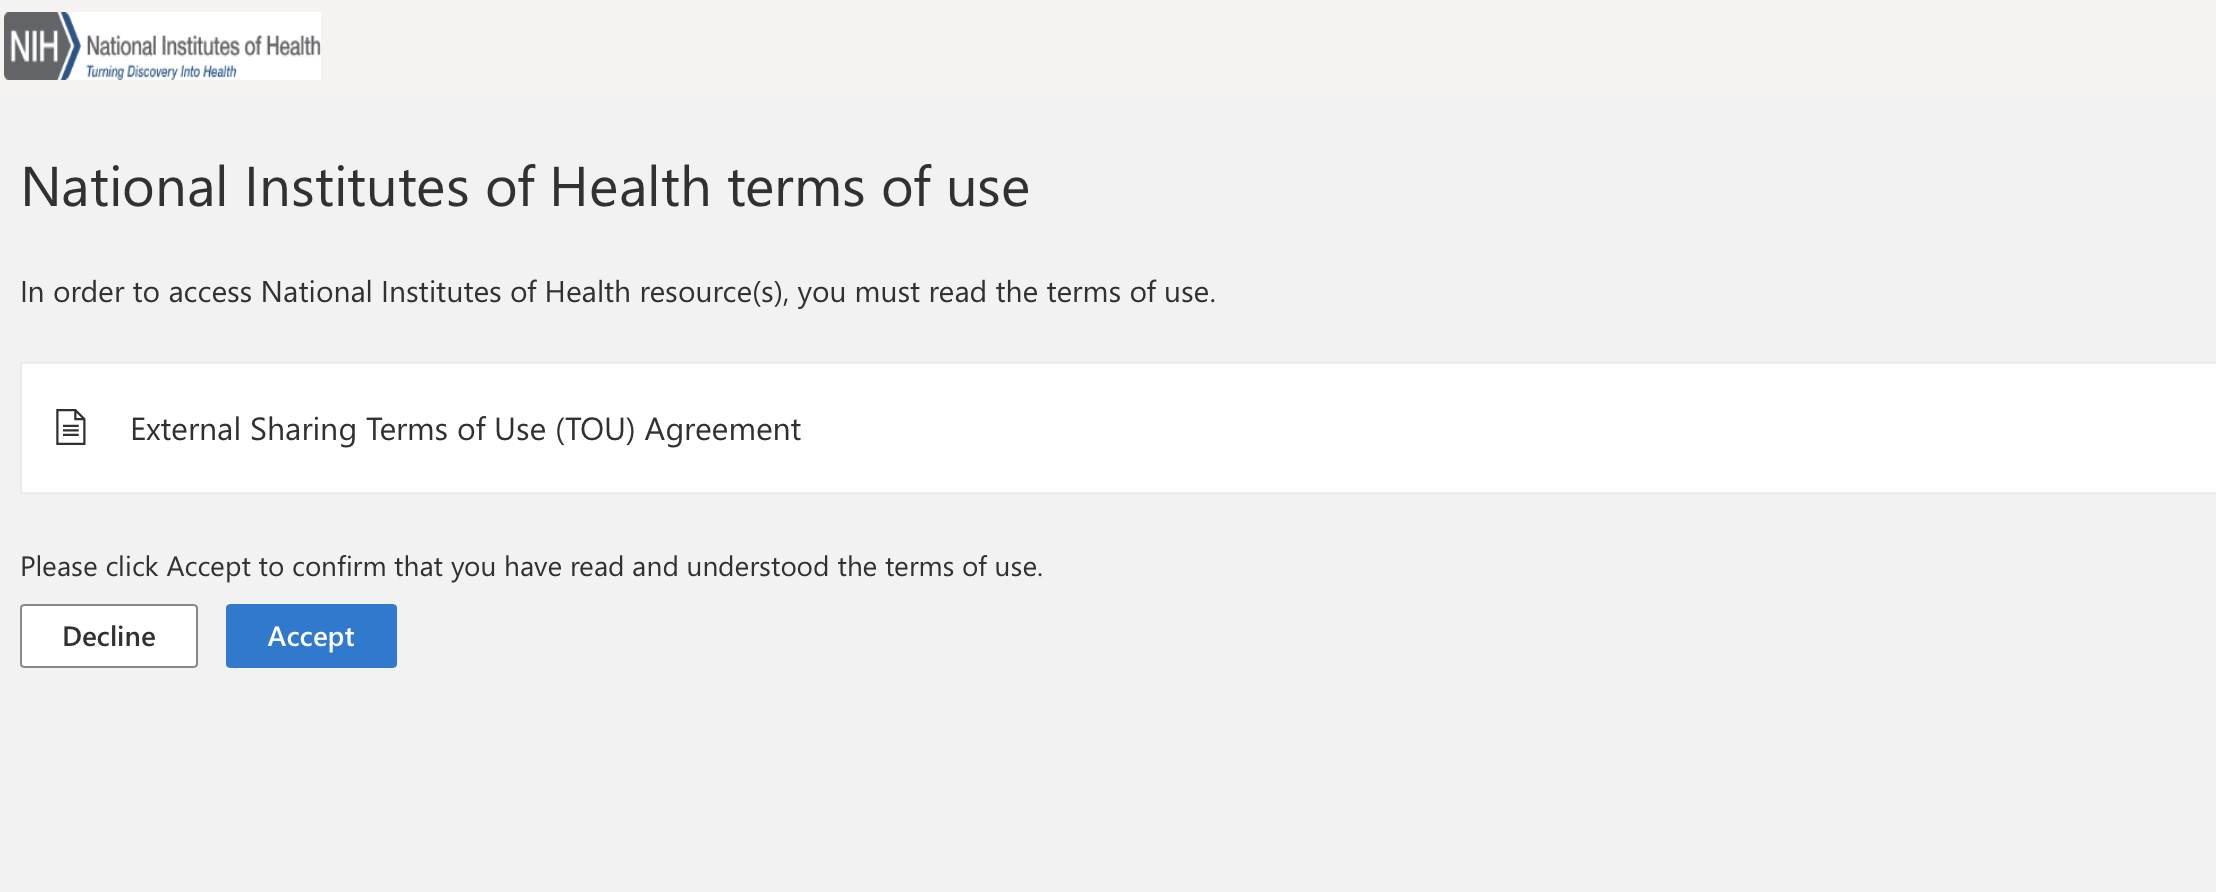 NIH National Institutes of Health
Turning Discovery Into Health
National Institutes of Health terms of use
In order to access National Institutes of Health resource(s), you must read the terms of use.
External Sharing Terms of Use (TOU) Agreement
Please click Accept to confirm that you have read and understood the terms of use.
Decline Accept